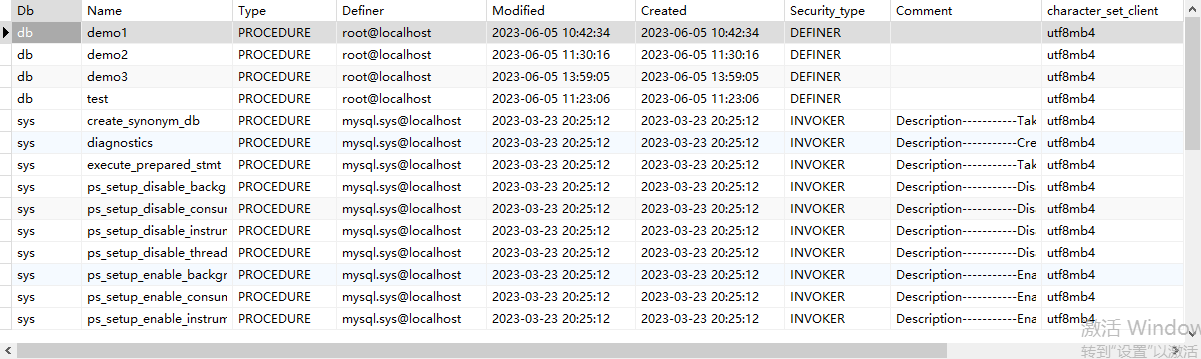 Db Name Type Definer Modified Created Security_type Comment character_set_client
db demo1 PROCEDURE root@localhost 2023-06-05 10:42:34 2023-06-05 10:42:34 DEFINER utf8mb4
db demo2 PROCEDURE root@localhost 2023-06-05 11:30:16 2023-06-05 11:30:16 DEFINER utf8mb4
db demo3 PROCEDURE root@localhost 2023-06-05 13:59:05 2023-06-05 13:59:05 DEFINER utf8mb4
db test PROCEDURE root@localhost 2023-06-05 11:23:06 2023-06-05 11:23:06 DEFINER utf8mb4
sys create_synonym_db PROCEDURE mysql.sys@localhost 2023-03-23 20:25:12 2023-03-23 20:25:12 INVOKER Description-----------Tak utf8mb4
sys diagnostics PROCEDURE mysql.sys@localhost 2023-03-23 20:25:12 2023-03-23 20:25:12 INVOKER Description-----------Cre utf8mb4
sys execute_prepared_stmt PROCEDURE mysql.sys@localhost 2023-03-23 20:25:12 2023-03-23 20:25:12 INVOKER Description-----------Tak utf8mb4
sys ps_setup_disable_backg PROCEDURE mysql.sys@localhost 2023-03-23 20:25:12 2023-03-23 20:25:12 INVOKER Description-----------Dis utf8mb4
sys ps_setup_disable_consun PROCEDURE mysql.sys@localhost 2023-03-23 20:25:12 2023-03-23 20:25:12 INVOKER Description-----------Dis utf8mb4
sys ps_setup_disable_instrum PROCEDURE mysql.sys@localhost 2023-03-23 20:25:12 2023-03-23 20:25:12 INVOKER Description-----------Dis utf8mb4
sys ps_setup_disable_thread PROCEDURE mysql.sys@localhost 2023-03-23 20:25:12 2023-03-23 20:25:12 INVOKER Description-----------Dis utf8mb4
sys ps_setup_enable_backgr PROCEDURE mysql.sys@localhost 2023-03-23 20:25:12 2023-03-23 20:25:12 INVOKER Description-----------Ena utf8mb4
sys ps_setup_enable_consun PROCEDURE mysql.sys@localhost 2023-03-23 20:25:12 2023-03-23 20:25:12 INVOKER Description-----------Ena utf8mb4
sys ps_setup_enable_instrum PROCEDURE mysql.sys@localhost 2023-03-23 20:25:12 2023-03-23 20:25:12 INVOKER Description-----------Ena utf8mb4
激活 Window
转到"设置"以激活